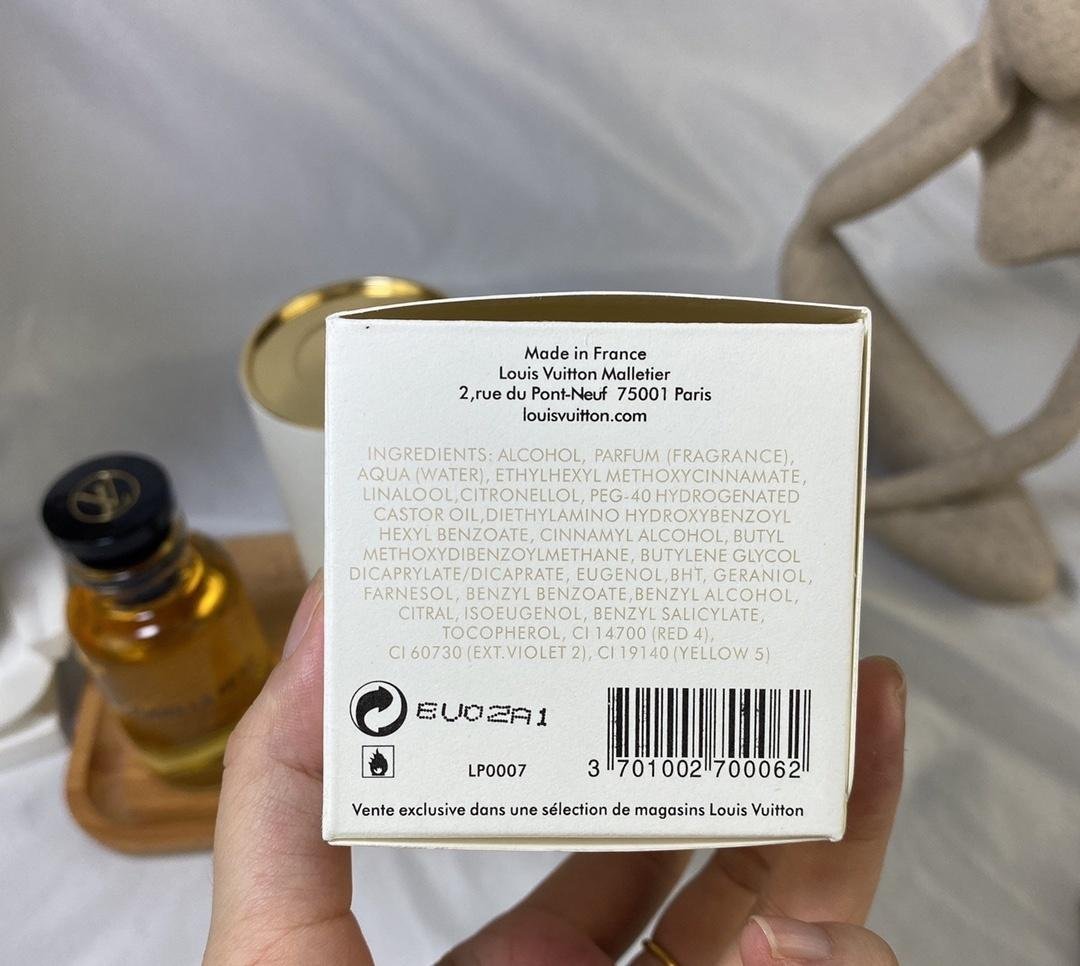 Made in France
Louis Vuitton Malletier
2,rue du Pont-Neuf 75001 Paris
louisvuitton.com
INGREDIENTS: ALCOHOL, PARFUM (FRAGRANCE),
AQUA (WATER), ETHYLHEXYL METHOXYCINNAMATE,
LINALOOL,CITRONELLOL, PEG-40 HYDROGENATED
CASTOR OIL,DIETHYLAMINO HYDROXYBENZOYL
HEXYL BENZOATE, CINNAMYL ALCOHOL, BUTYL
METHOXYDIBENZOYLMETHANE, BUTYLENE GLYCOL
DICAPRYLATE/DICAPRATE, EUGENOL,BHT, GERANIOL,
FARNESOL, BENZYL BENZOATE,BENZYL ALCOHOL,
CITRAL, ISOEUGENOL, BENZYL SALICYLATE,
TOCOPHEROL, CI 14700 (RED 4),
CI 60730 (EXT.VIOLET 2), CI 19140 (YELLOW 5)
EU02A1
LP0007
3 701002 700062
Vente exclusive dans une sélection de magasins Louis Vuitton
LV